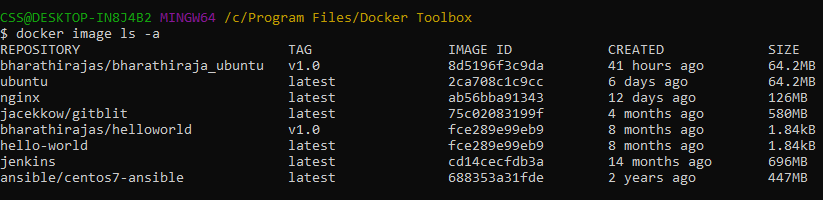 CSS@DESKTOP-IN8J4B2 MINGW64 /c/Program Files/Docker Toolbox
$ docker image ls -a
REPOSITORY TAG IMAGE ID CREATED SIZE
bharathirajas/bharathiraja_ubuntu v1.0 8d5196f3c9da 41 hours ago 64.2MB
ubuntu latest 2ca708c1c9cc 6 days ago 64.2MB
nginx latest ab56bba91343 12 days ago 126MB
jacekkow/gitblit latest 75c02083199f 4 months ago 580MB
bharathirajas/helloworld v1.0 fce289e99eb9 8 months ago 1.84kB
hello-world latest fce289e99eb9 8 months ago 1.84kB
jenkins latest cd14cecfdb3a 14 months ago 696MB
ansible/centos7-ansible latest 688353a31fde 2 years ago 447MB